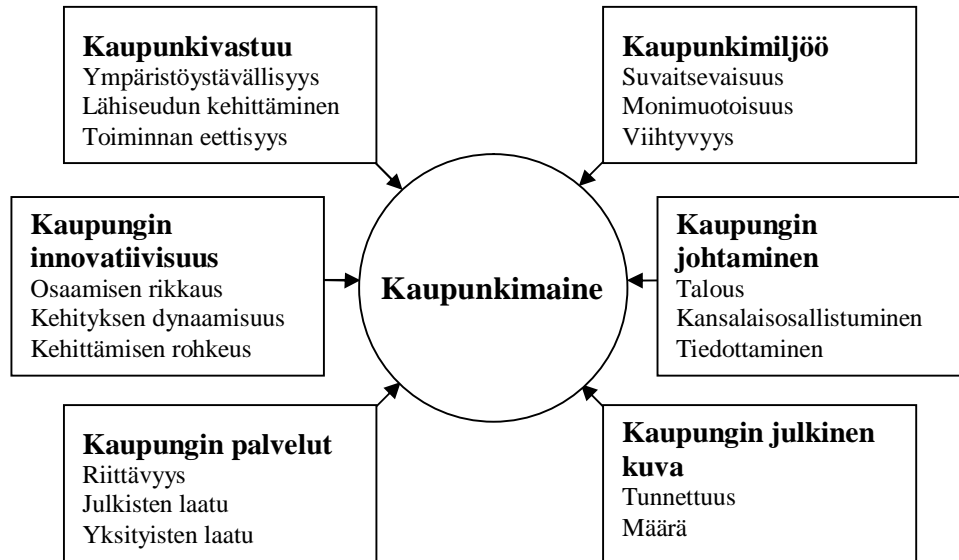 Kaupunkivastuu
Ympäristöystävällisyys
Lähiseudun kehittäminen
Toiminnan eettisyys
Kaupunkimiljöö
Suvaitsevaisuus
Monimuotoisuus
Viihtyvyys
Kaupungin
innovatiivisuus
Osaamisen rikkaus
Kehityksen dynaamisuus
Kehittämisen rohkeus
Kaupunkimaine
Kaupungin
johtaminen
Talous
Kansalaisosallistuminen
Tiedottaminen
Kaupungin palvelut
Riittävyys
Julkisten laatu
Yksityisten laatu
Kaupungin julkinen
kuva
Tunnettuus
Määrä